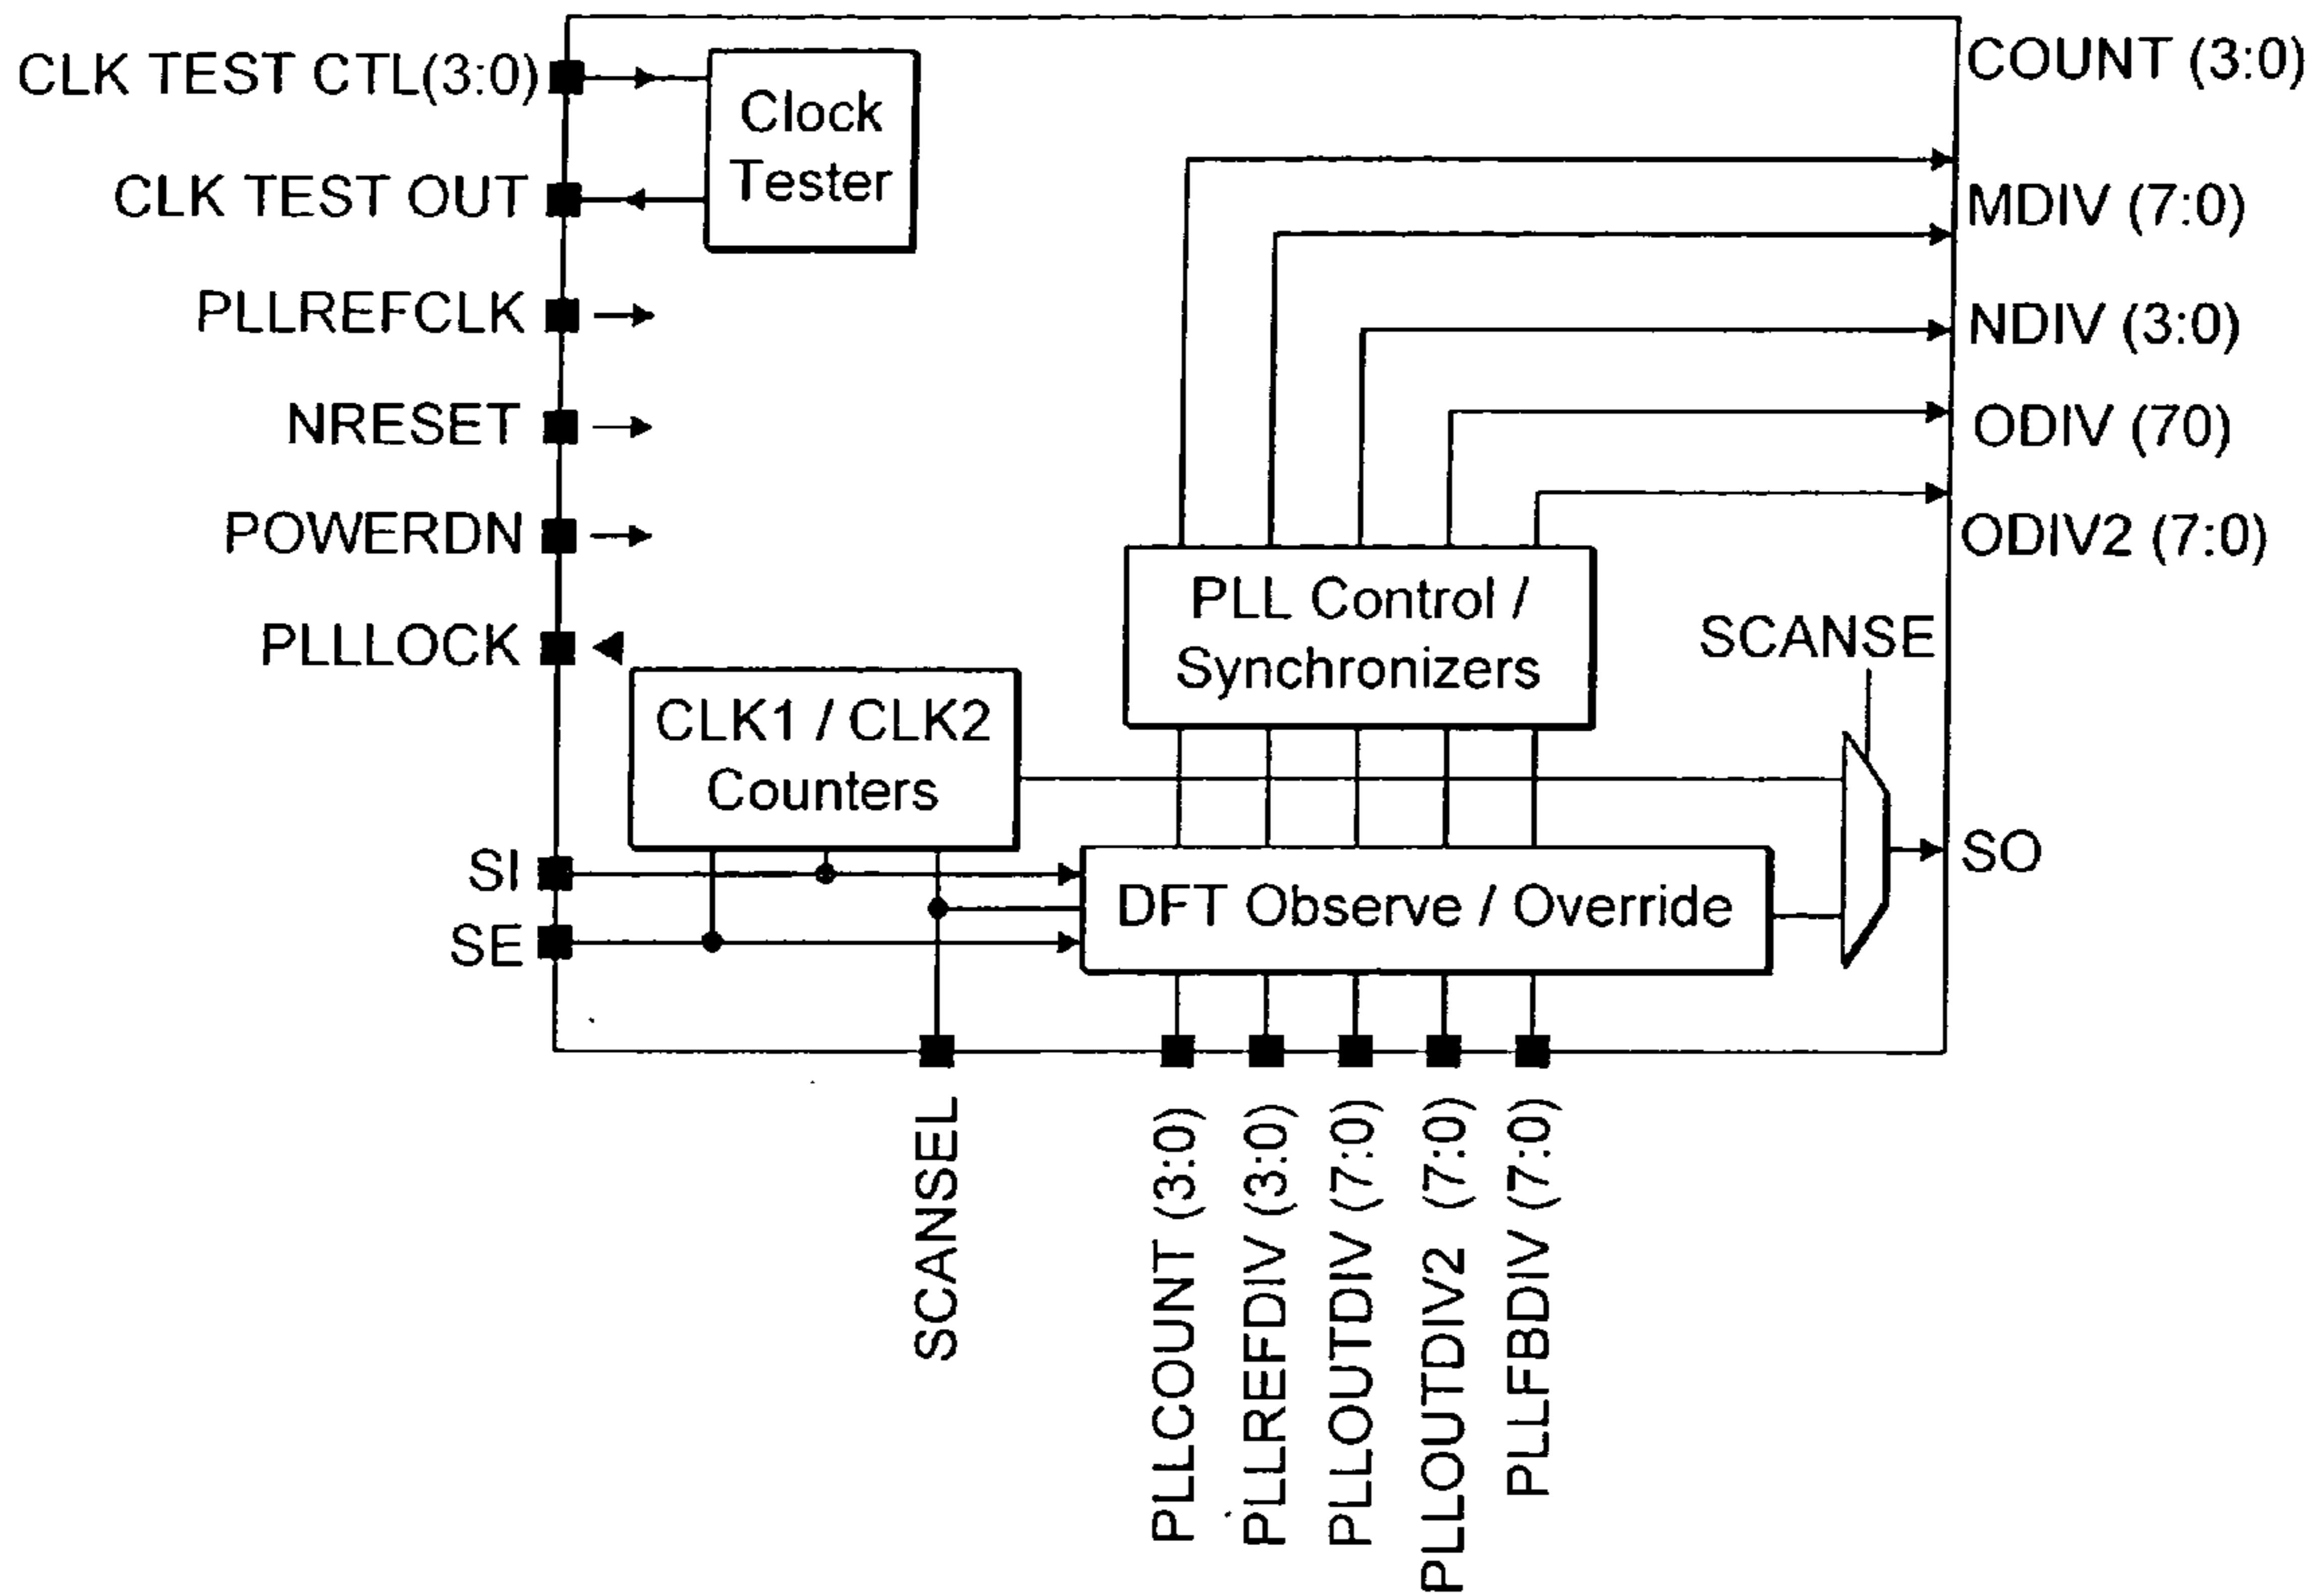 CLK TEST CTL(3:0)
CLK TEST OUT
PLLREFCLK
NRESET
POWERDN
PLLLOCK
SI
SE
Clock
Tester
CLK1 / CLK2
Counters
PLL Control /
Synchronizers
DFT Observe / Override
SCANSE
COUNT (3:0)
MDIV (7:0)
NDIV (3:0)
ODIV (70)
ODIV2 (7:0)
SO
SCANSEL
PLLCOUNT (3:0)
PLLREFDIV (3:0)
PLLOUTDIV (7:0)
PLLOUTDIV2 (7:0)
PLLFBDIV (7:0)